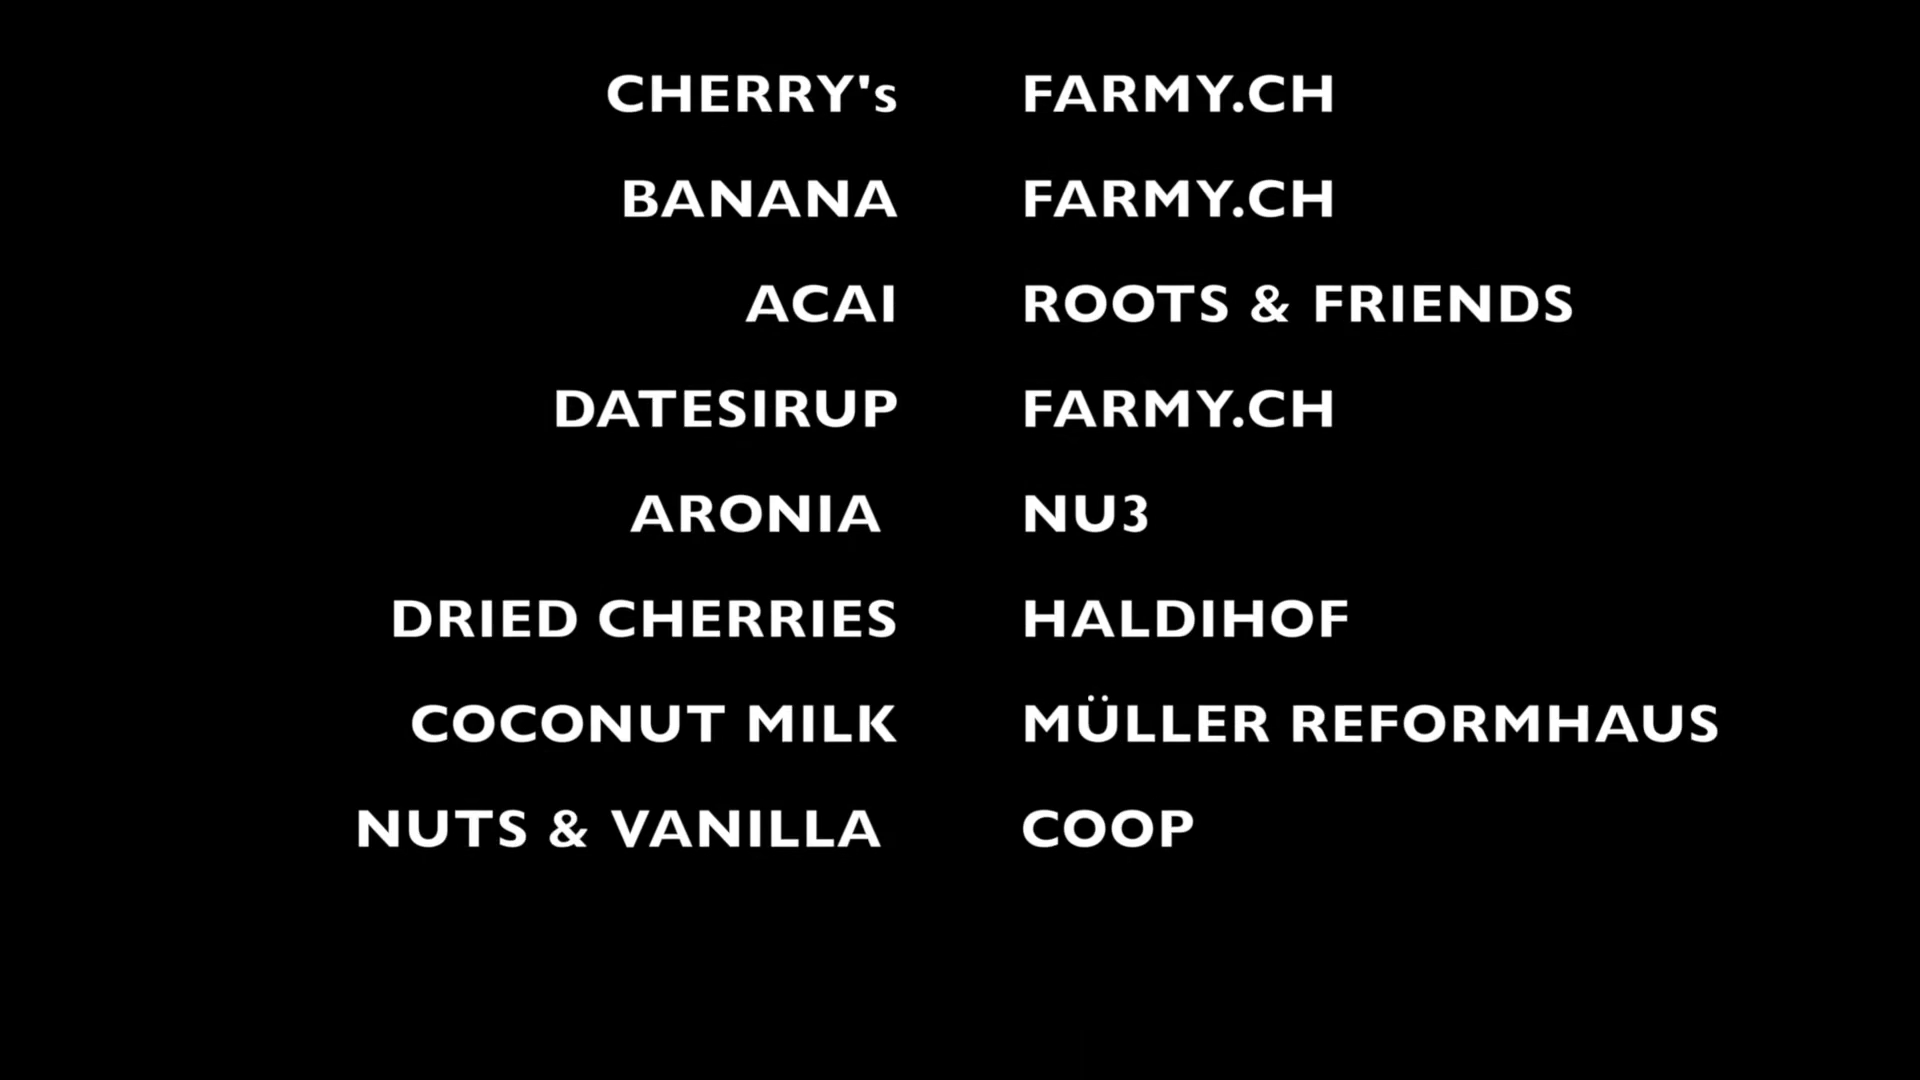 CHERRY's FARMY.CH
BANANA FARMY.CH
ACAI ROOTS & FRIENDS
DATESIRUP FARMY.CH
ARONIA NU3
DRIED CHERRIES HALDIHOF
COCONUT MILK MÜLLER REFORMHAUS
NUTS & VANILLA COOP